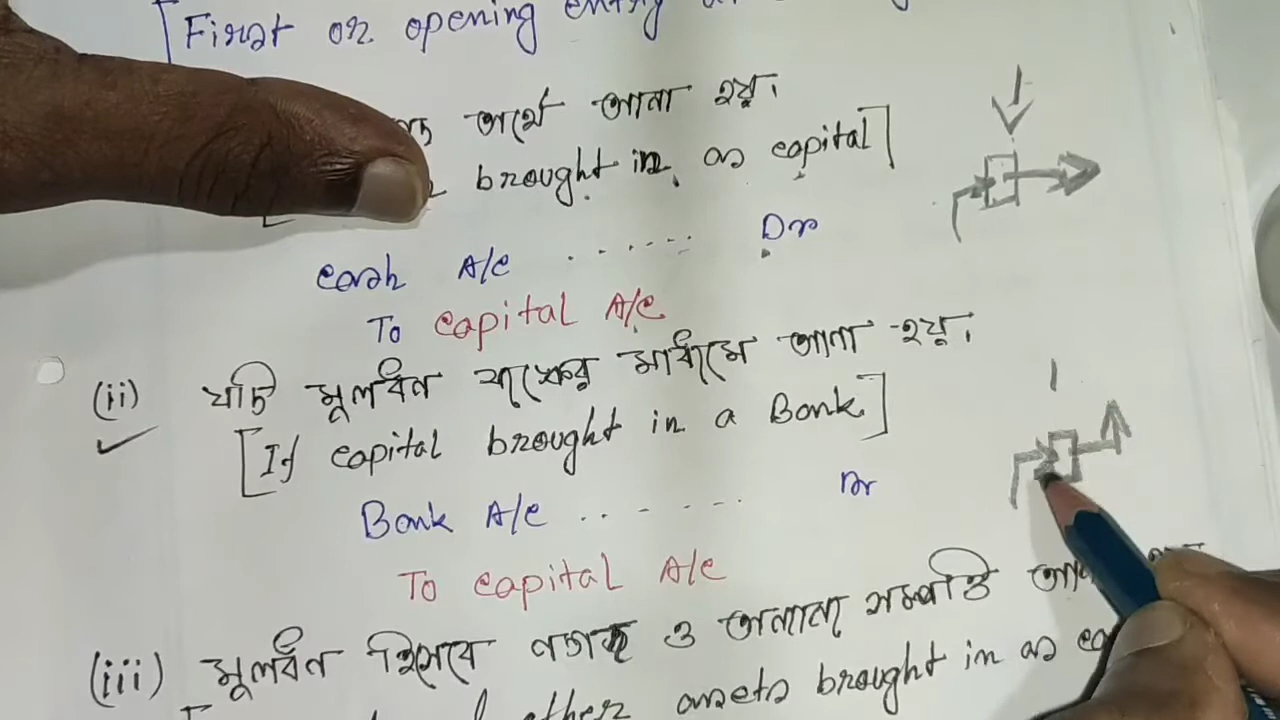 [First or opening entry
অর্থে আনা হয়।
brought in as capital]
cash A/c ...... Dr
To capital A/c
(ii) যদি মূলধন ব্যাঙ্কের মাধ্যমে আনা হয়।
[If capital brought in a Bank]
Bank A/c ....... Dr
To capital A/c
(iii) মূলধন হিসেবে নগদ ও অন্যান্য সম্পত্তি
other assets brought in as